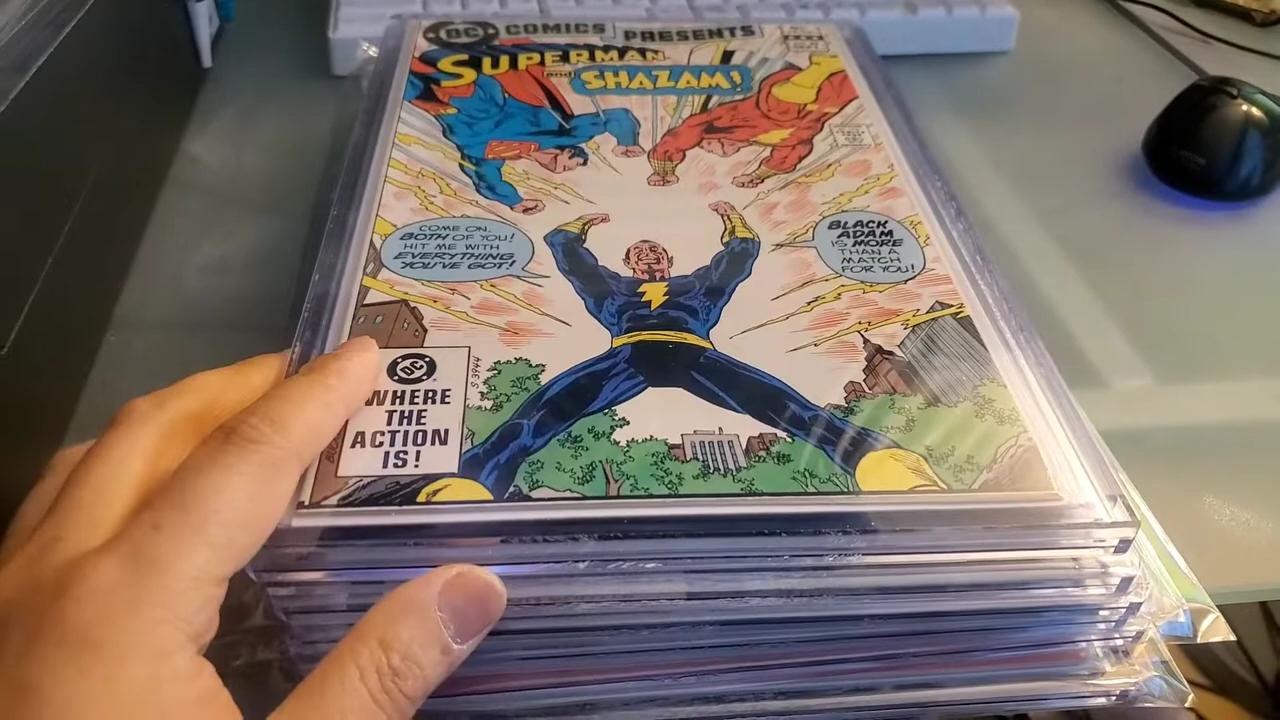 DC COMICS PRESENTS
SUPERMAN
and SHAZAM!
COME ON,
BOTH OF YOU!
HIT ME WITH
EVERYTHING
YOU'VE GOT!
BLACK
ADAM
IS MORE
THAN A
MATCH
FOR YOU!
DC
WHERE
THE
ACTION
IS!
S-3944